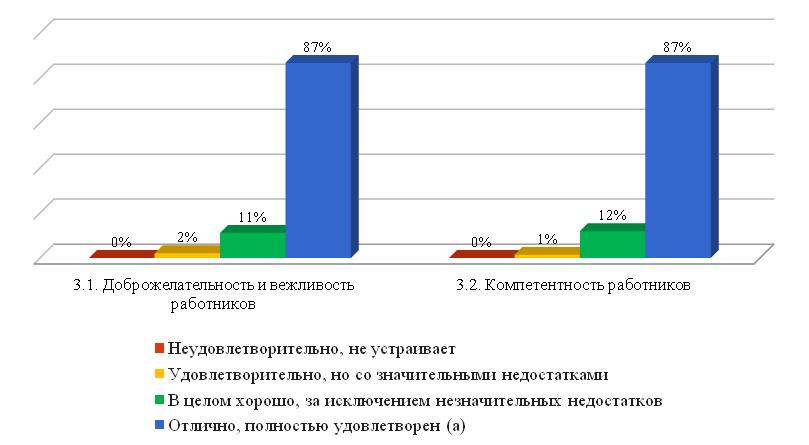 87%
87%
11%
12%
2%
1%
0%
0%
3.1. Доброжелательность и вежливость
работников
3.2. Компетентность работников
Неудовлетворительно, не устраивает
Удовлетворительно, но со значительными недостатками
В целом хорошо, за исключением незначительных недостатков
Отлично, полностью удовлетворен (а)